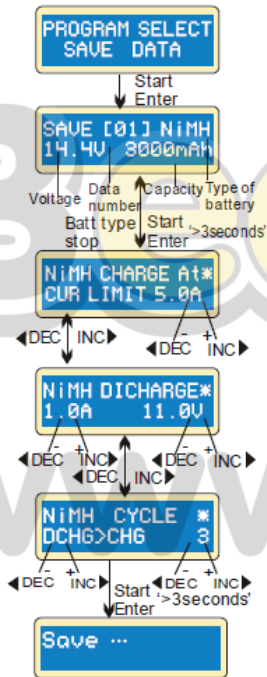 PROGRAM SELECT
SAVE DATA
Start
Enter
SAVE [01] NiMH
14.4V 3000mAh
Voltage Data number Capacity Type of battery
Batt type stop
Start Enter '>3seconds'
NiMH CHARGE At*
CUR LIMIT 5.0A
◀DEC INC▶ - + ◀DEC INC▶
NiMH DICHARGE*
1.0A 11.0V
- + - +
◀DEC INC▶ ◀DEC INC▶
◀DEC INC▶
NiMH CYCLE *
DCHG>CHG 3
- + - +
◀DEC INC▶ ◀DEC INC▶
Start Enter '>3seconds'
Save ...